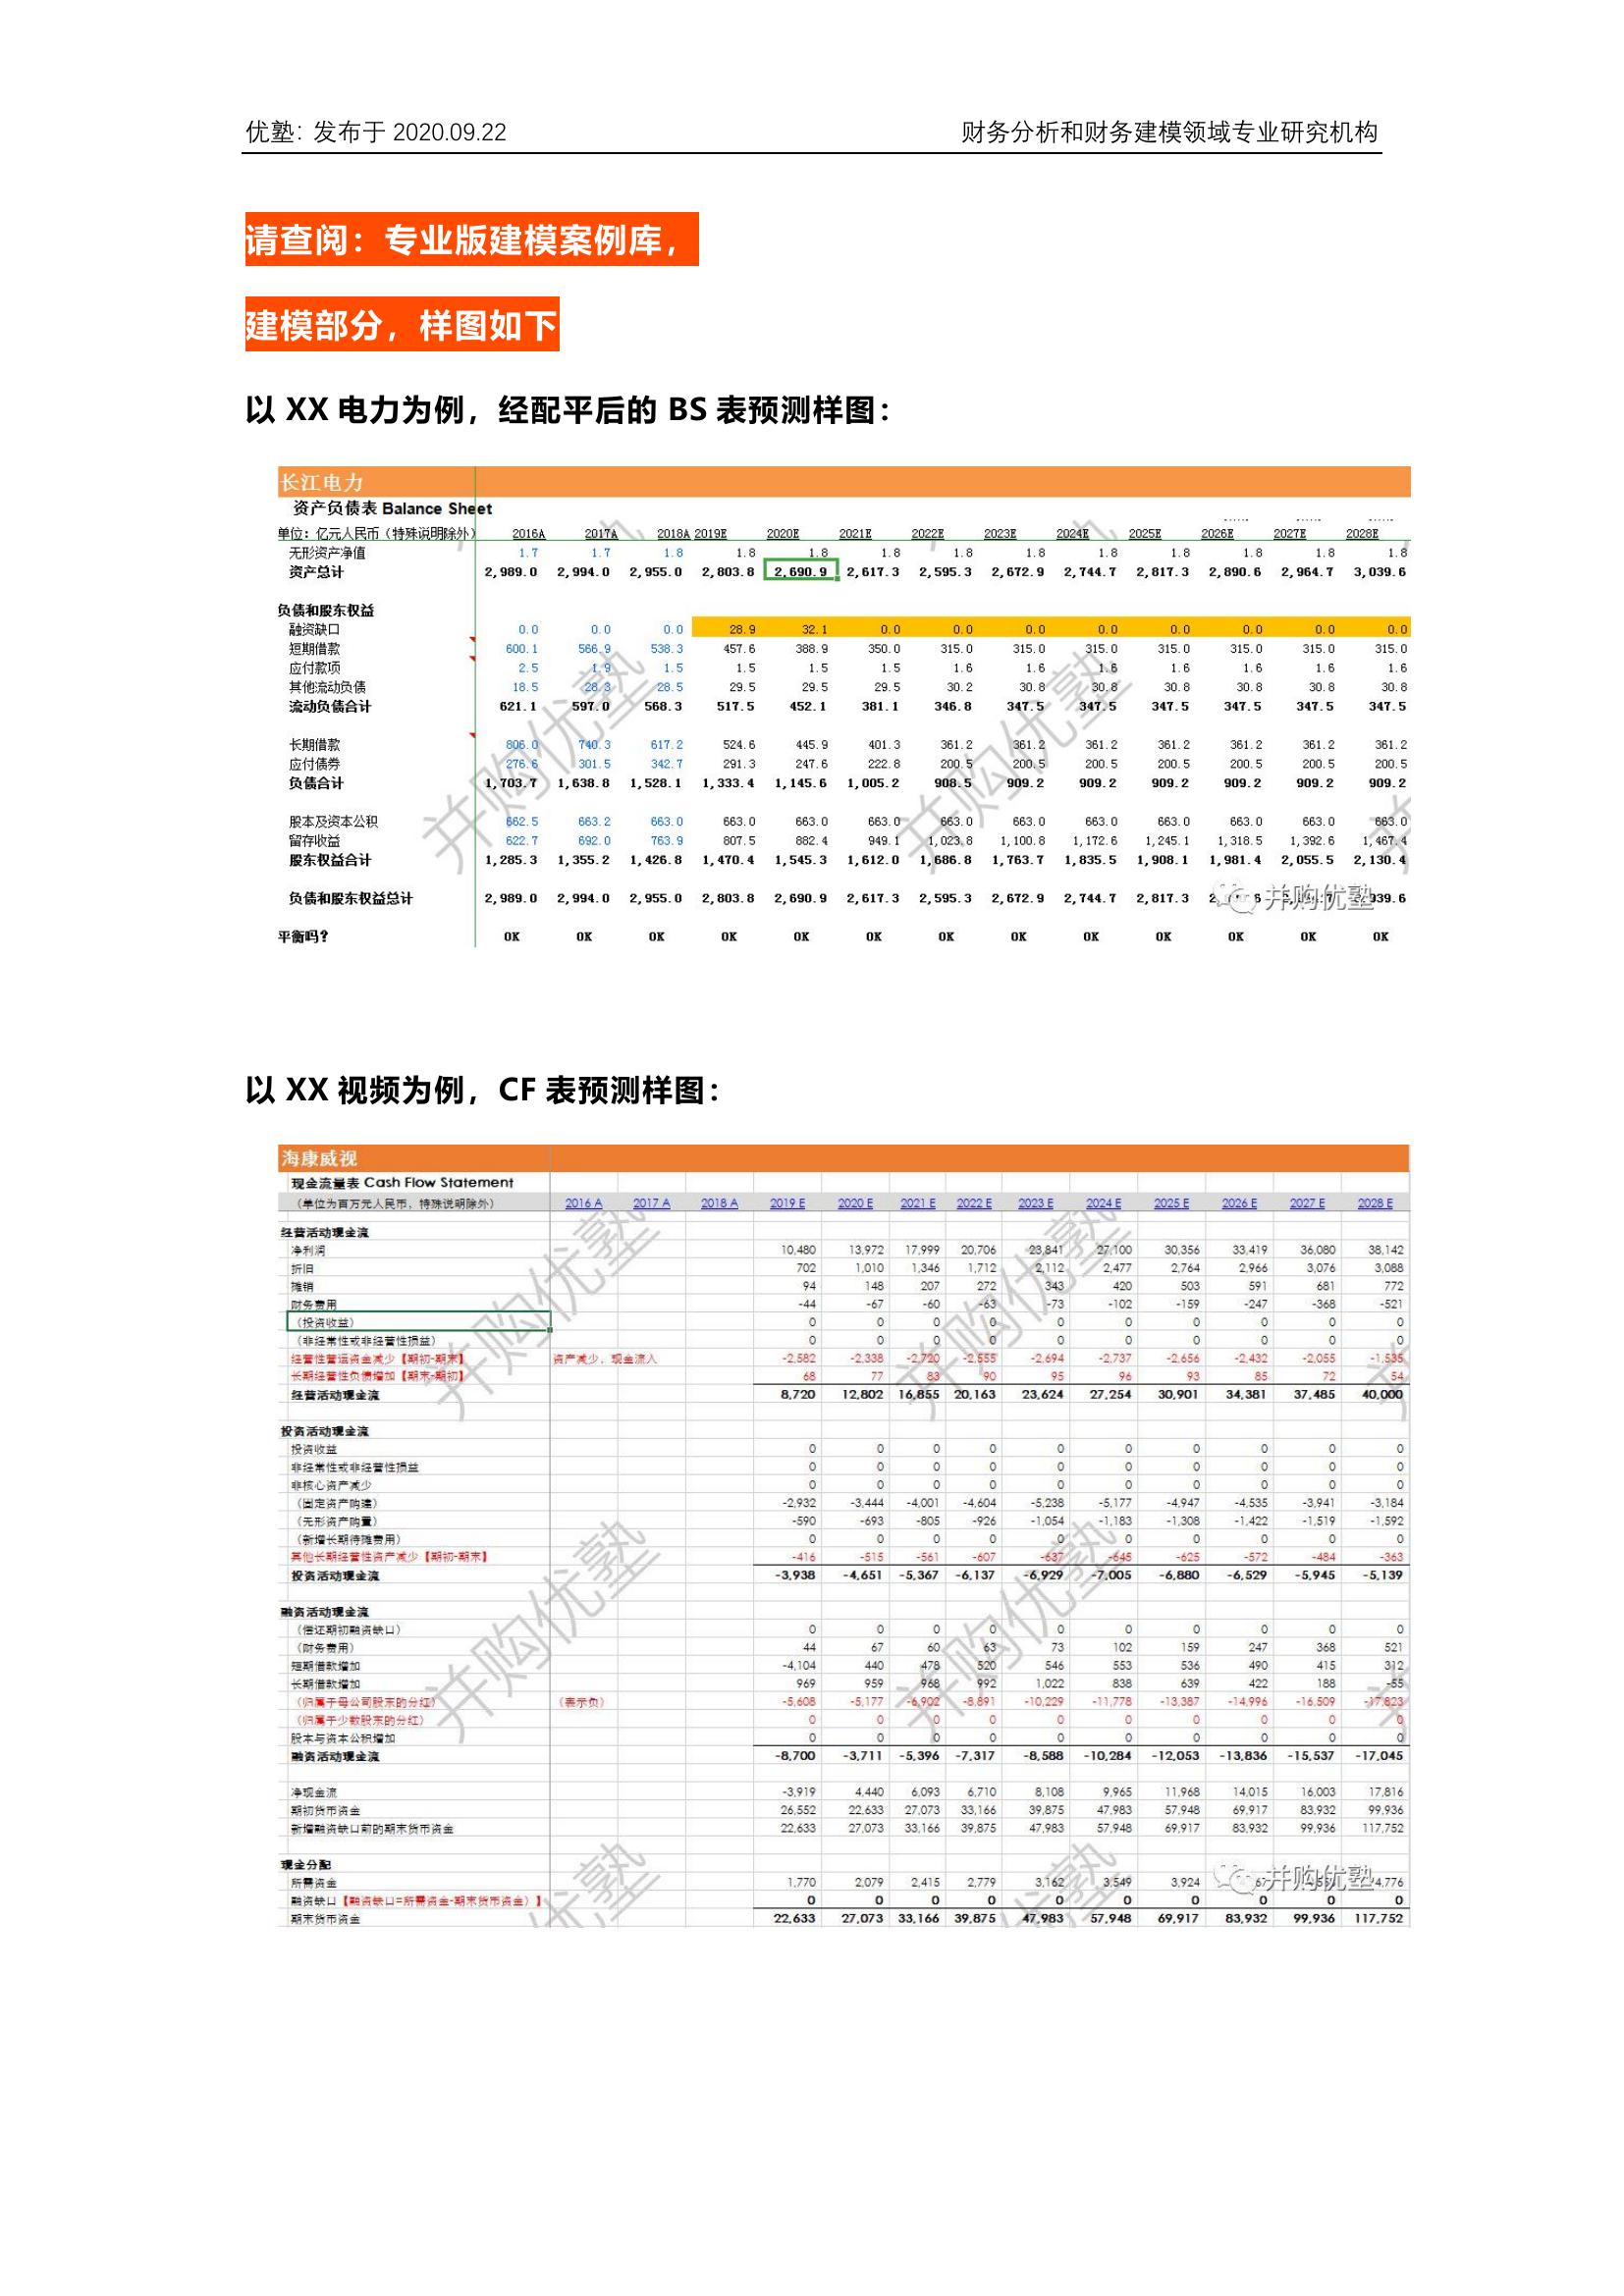 优塾：发布于 2020.09.22 财务分析和财务建模领域专业研究机构
请查阅：专业版建模案例库，
建模部分，样图如下
以 XX 电力为例，经配平后的 BS 表预测样图：
长江电力
资产负债表 Balance Sheet
单位：亿元人民币（特殊说明除外） 2016A 2017A 2018A 2019E 2020E 2021E 2022E 2023E 2024E 2025E 2026E 2027E 2028E
无形资产净值 1.7 1.7 1.8 1.8 1.8 1.8 1.8 1.8 1.8 1.8 1.8 1.8 1.8
资产总计 2,989.0 2,994.0 2,955.0 2,803.8 2,690.9 2,617.3 2,595.3 2,672.9 2,744.7 2,817.3 2,890.6 2,964.7 3,039.6
负债和股东权益
融资缺口 0.0 0.0 0.0 28.9 32.1 0.0 0.0 0.0 0.0 0.0 0.0 0.0 0.0
短期借款 600.1 566.9 538.3 457.6 388.9 350.0 315.0 315.0 315.0 315.0 315.0 315.0 315.0
应付款项 2.5 1.9 1.5 1.5 1.5 1.5 1.6 1.6 1.6 1.6 1.6 1.6 1.6
其他流动负债 18.5 28.3 28.5 29.5 29.5 29.5 30.2 30.8 30.8 30.8 30.8 30.8 30.8
流动负债合计 621.1 597.0 568.3 517.5 452.1 381.1 346.8 347.5 347.5 347.5 347.5 347.5 347.5
长期借款 806.0 740.3 617.2 524.6 445.9 401.3 361.2 361.2 361.2 361.2 361.2 361.2 361.2
应付债券 276.6 301.5 342.7 291.3 247.6 222.8 200.5 200.5 200.5 200.5 200.5 200.5 200.5
负债合计 1,703.7 1,638.8 1,528.1 1,333.4 1,145.6 1,005.2 908.5 909.2 909.2 909.2 909.2 909.2 909.2
股本及资本公积 662.5 663.2 663.0 663.0 663.0 663.0 663.0 663.0 663.0 663.0 663.0 663.0 663.0
留存收益 622.7 692.0 763.9 807.5 882.4 949.1 1,023.8 1,100.8 1,172.6 1,245.1 1,318.5 1,392.6 1,467.4
股东权益合计 1,285.3 1,355.2 1,426.8 1,470.4 1,545.3 1,612.0 1,686.8 1,763.7 1,835.5 1,908.1 1,981.4 2,055.5 2,130.4
负债和股东权益总计 2,989.0 2,994.0 2,955.0 2,803.8 2,690.9 2,617.3 2,595.3 2,672.9 2,744.7 2,817.3 并购优塾
平衡吗? OK OK OK OK OK OK OK OK OK OK OK OK OK
以 XX 视频为例，CF 表预测样图：
海康威视
现金流量表 Cash Flow Statement
（单位为百万元人民币，特殊说明除外） 2016 A 2017 A 2018 A 2019 E 2020 E 2021 E 2022 E 2023 E 2024 E 2025 E 2026 E 2027 E 2028 E
经营活动现金流
净利润 10,480 13,972 17,999 20,706 23,841 27,100 30,356 33,419 36,080 38,142
折旧 702 1,010 1,346 1,712 2,112 2,477 2,764 2,966 3,076 3,088
摊销 94 148 207 272 343 420 503 591 681 772
财务费用 -44 -67 -60 -63 -73 -102 -159 -247 -368 -521
（投资收益） 0 0 0 0 0 0 0 0 0 0
（非经常性或非经营性损益） 0 0 0 0 0 0 0 0 0 0
经营性营运资金减少【期初-期末】 资产减少，现金流入 -2,582 -2,338 -2,720 -2,555 -2,694 -2,737 -2,656 -2,432 -2,055 -1,535
长期经营性负债增加【期末-期初】 68 77 83 90 95 96 93 85 72 54
经营活动现金流 8,720 12,802 16,855 20,163 23,624 27,254 30,901 34,381 37,485 40,000
投资活动现金流
投资收益 0 0 0 0 0 0 0 0 0 0
非经常性或非经营性损益 0 0 0 0 0 0 0 0 0 0
非核心资产减少 0 0 0 0 0 0 0 0 0 0
（固定资产购建） -2,932 -3,444 -4,001 -4,604 -5,238 -5,177 -4,947 -4,535 -3,941 -3,184
（无形资产购置） -590 -693 -805 -926 -1,054 -1,183 -1,308 -1,422 -1,519 -1,592
（新增长期待摊费用） 0 0 0 0 0 0 0 0 0 0
其他长期经营性资产减少【期初-期末】 -416 -515 -561 -607 -637 -645 -625 -572 -484 -363
投资活动现金流 -3,938 -4,651 -5,367 -6,137 -6,929 -7,005 -6,880 -6,529 -5,945 -5,139
融资活动现金流
（偿还期初融资缺口） 0 0 0 0 0 0 0 0 0 0
（财务费用） 44 67 60 63 73 102 159 247 368 521
短期借款增加 -4,104 440 478 520 546 553 536 490 415 312
长期借款增加 969 959 968 992 1,022 838 639 422 188 -55
（归属于母公司股东的分红） （表示负） -5,608 -5,177 -6,902 -8,891 -10,229 -11,778 -13,387 -14,996 -16,509 -17,823
（归属于少数股东的分红） 0 0 0 0 0 0 0 0 0 0
股本与资本公积增加 0 0 0 0 0 0 0 0 0 0
融资活动现金流 -8,700 -3,711 -5,396 -7,317 -8,588 -10,284 -12,053 -13,836 -15,537 -17,045
净现金流 -3,919 4,440 6,093 6,710 8,108 9,965 11,968 14,015 16,003 17,816
期初货币资金 26,552 22,633 27,073 33,166 39,875 47,983 57,948 69,917 83,932 99,936
新增融资缺口前的期末货币资金 22,633 27,073 33,166 39,875 47,983 57,948 69,917 83,932 99,936 117,752
现金分配
所需资金 1,770 2,079 2,415 2,779 3,162 3,549 3,924 并购优塾
融资缺口【融资缺口=所需资金-期末货币资金）】 0 0 0 0 0 0 0 0 0 0
期末货币资金 22,633 27,073 33,166 39,875 47,983 57,948 69,917 83,932 99,936 117,752